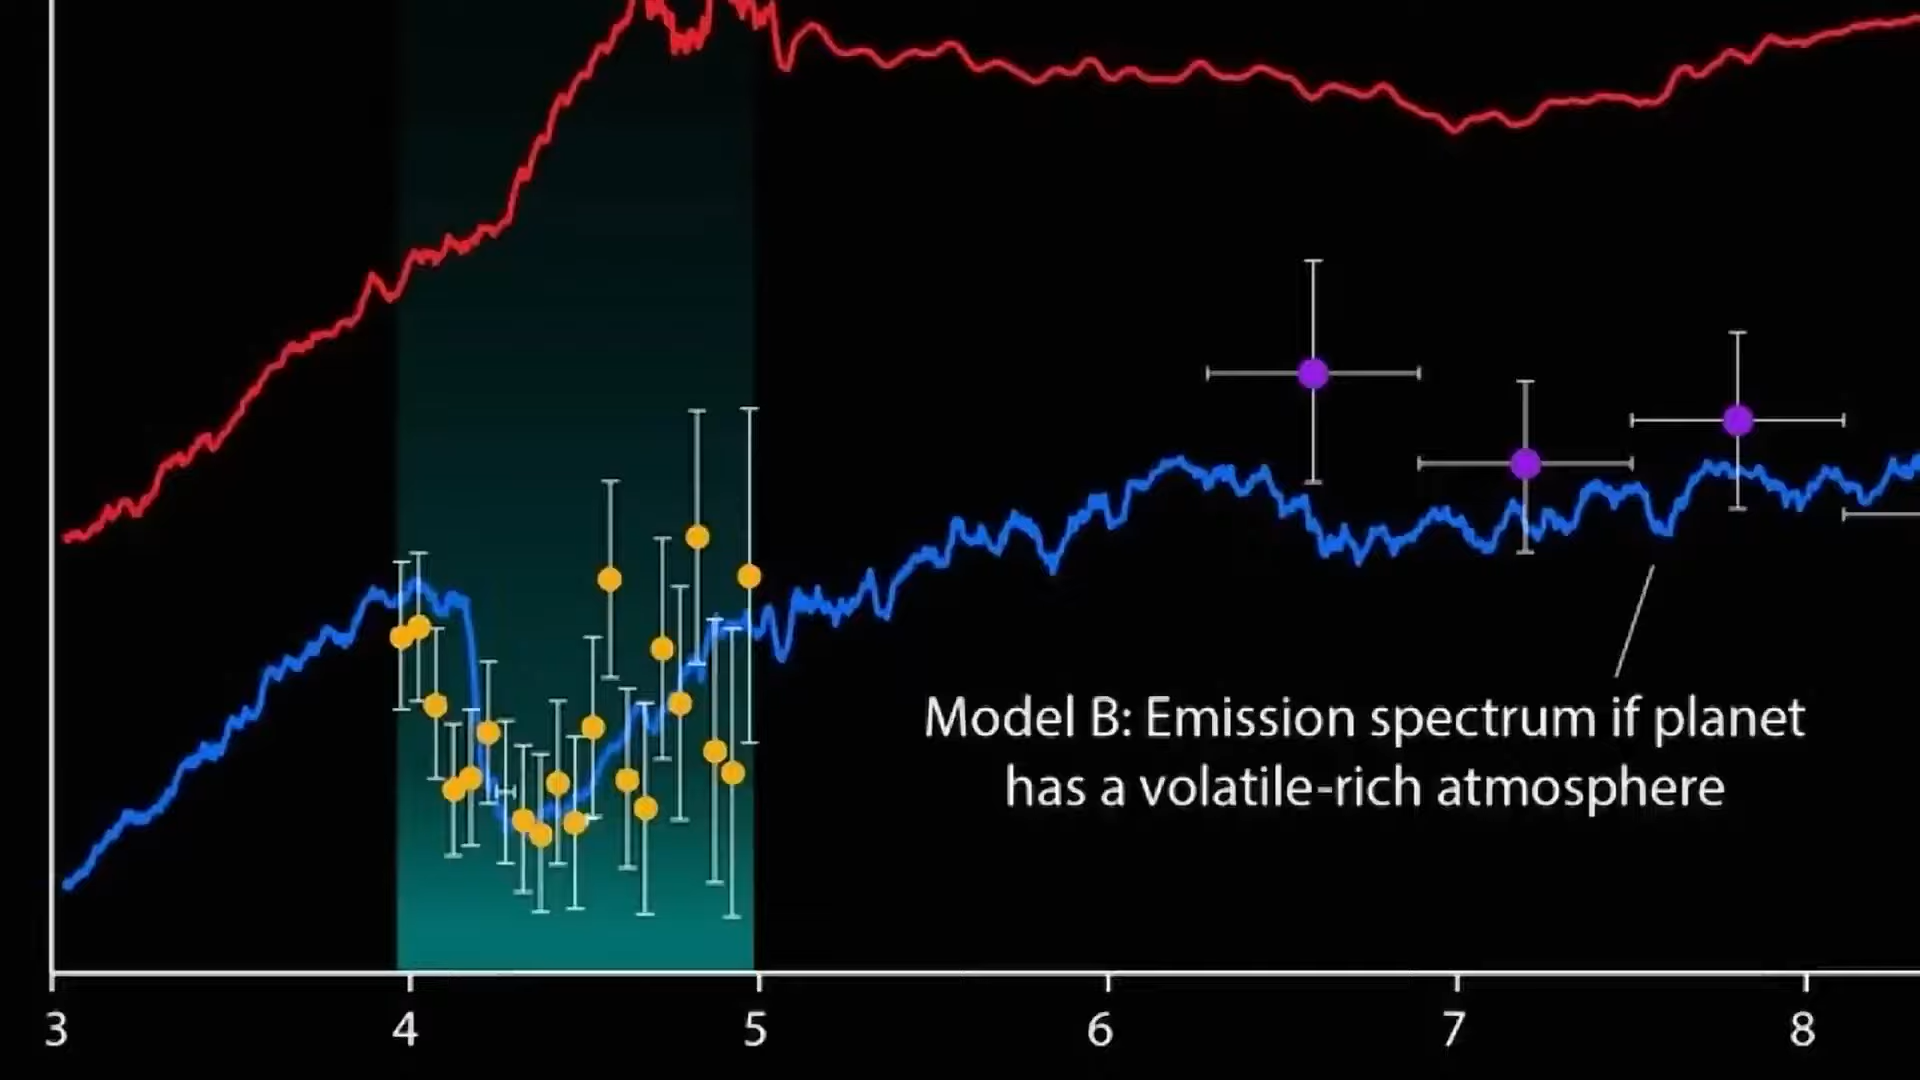 Model B: Emission spectrum if planet
has a volatile-rich atmosphere
3 4 5 6 7 8